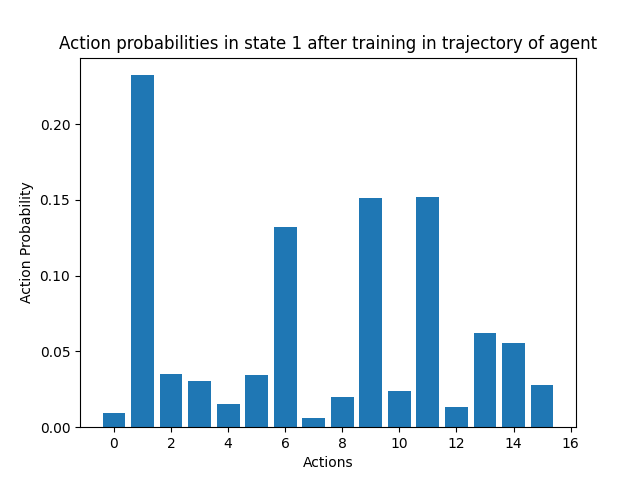 Action probabilities in state 1 after training in trajectory of agent
Action Probability
0.20
0.15
0.10
0.05
0.00
0 2 4 6 8 10 12 14 16
Actions